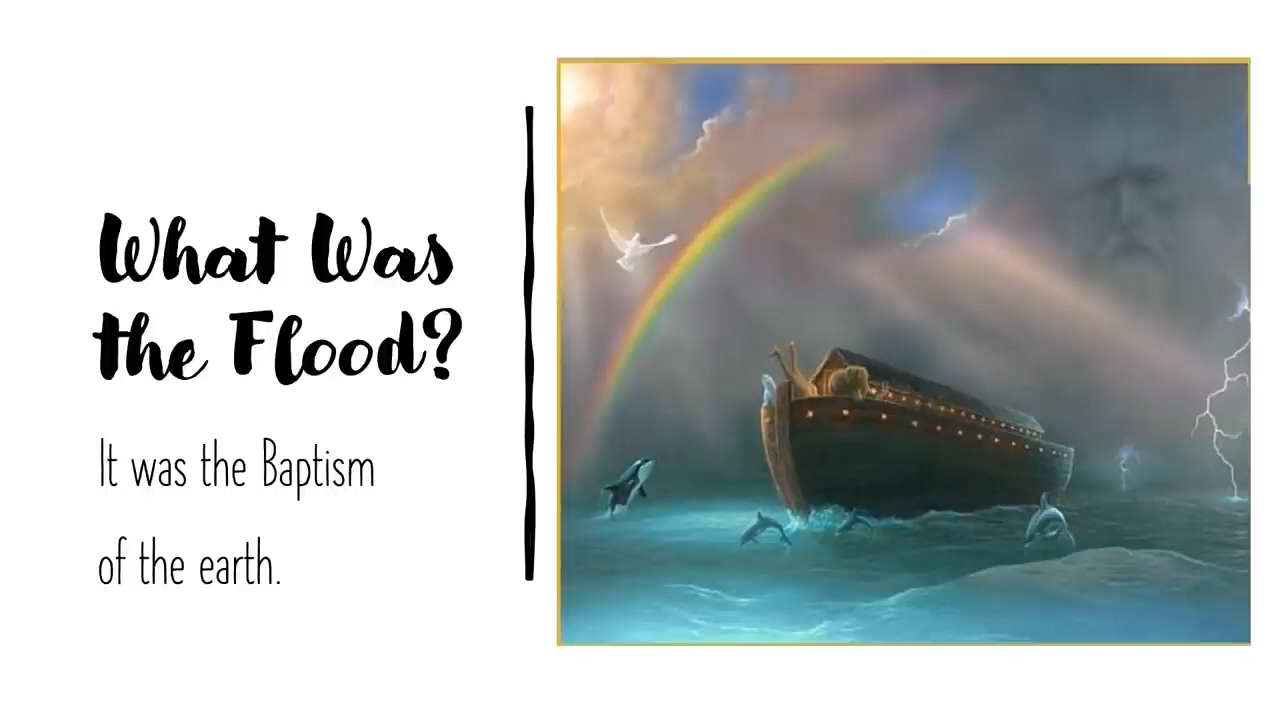 What Was
the Flood?
It was the Baptism
of the earth.